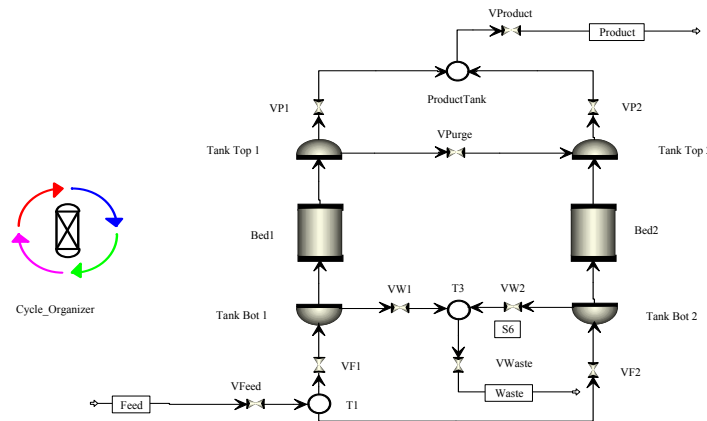 VProduct
Product
ProductTank
VP1
VP2
VPurge
Tank Top 1
Tank Top
Bed1
Bed2
Cycle_Organizer
VW1
T3
VW2
Tank Bot 1
Tank Bot 2
S6
VF1
VWaste
VF2
VFeed
Waste
Feed
T1